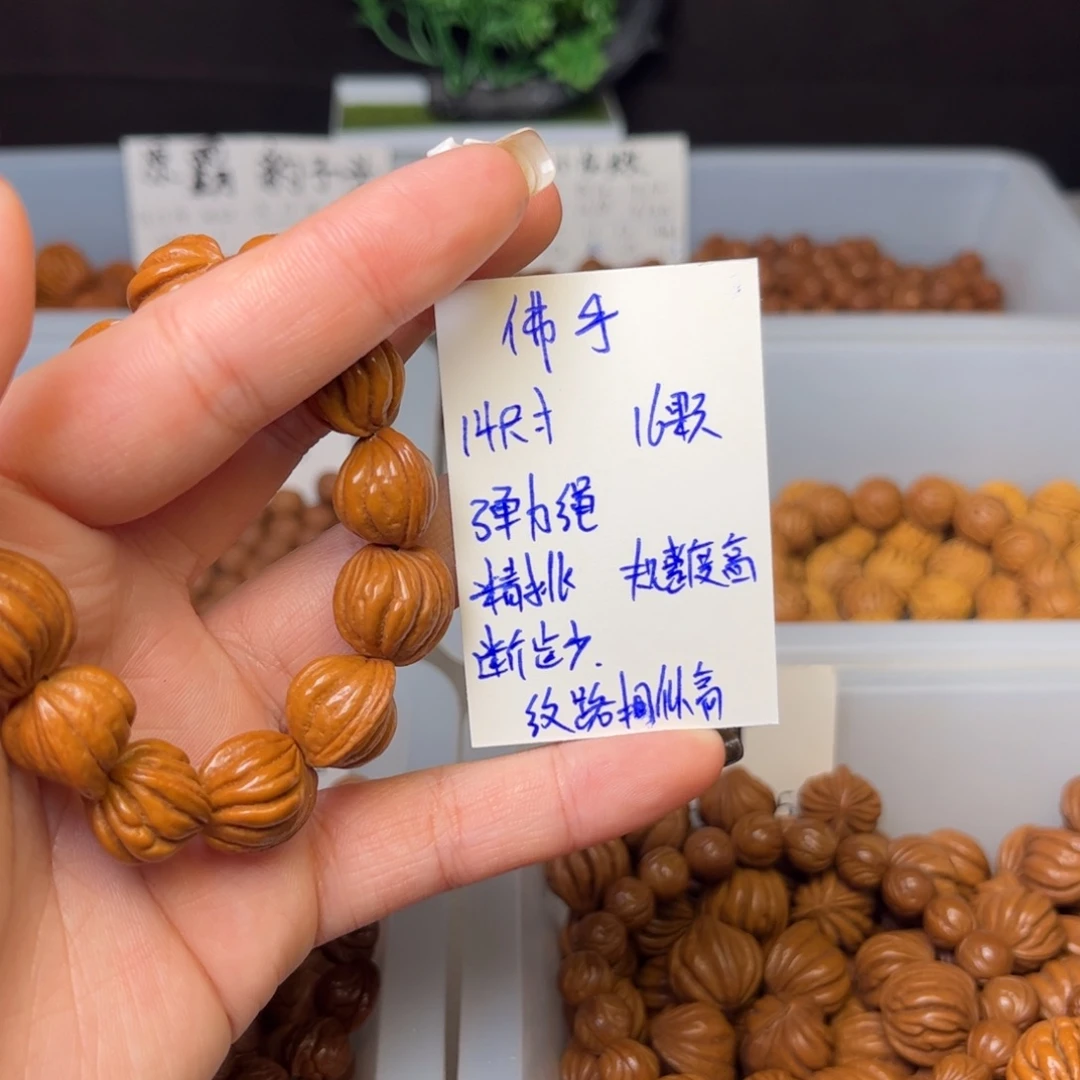 佛手
14尺寸 16颗
弹力绳
精挑 规整度高
断齿少.
纹路相似高